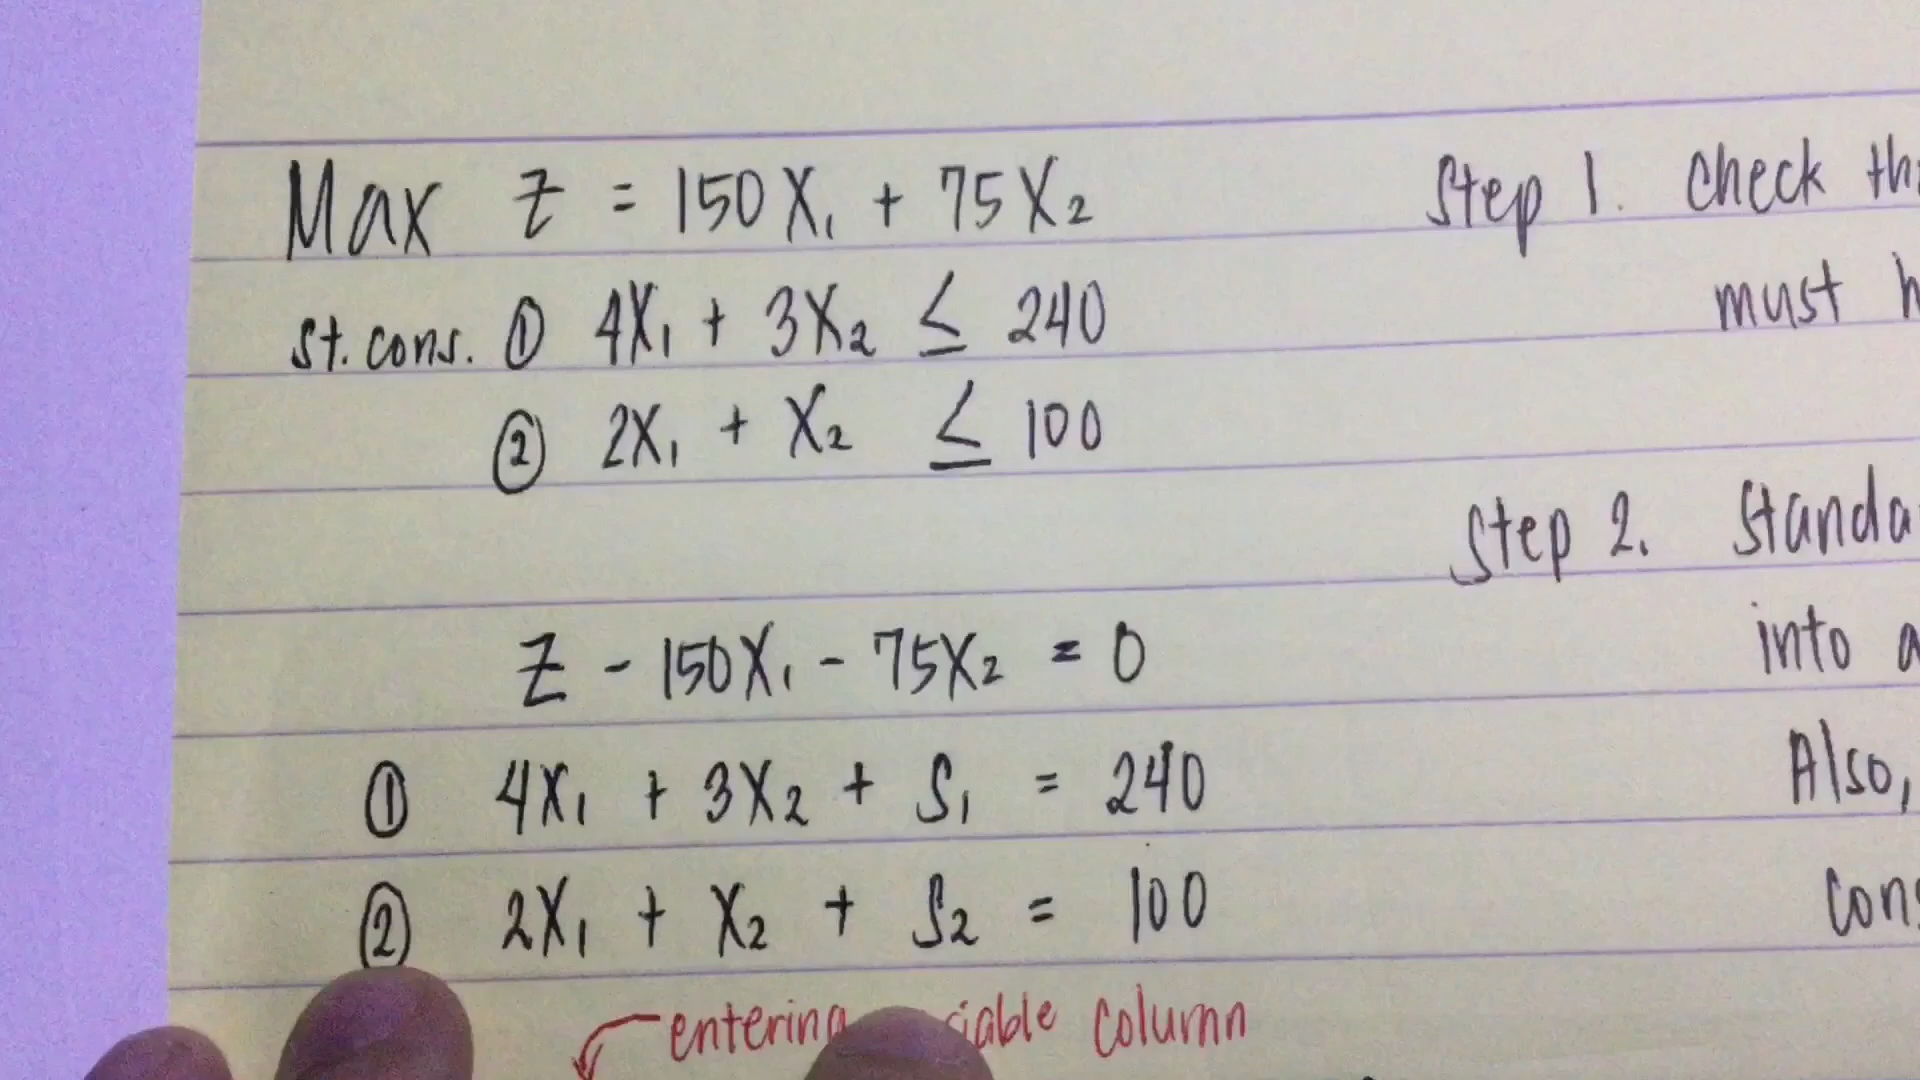 Max Z = 150X₁ + 75X₂
st. cons. ① 4X₁ + 3X₂ ≤ 240
② 2X₁ + X₂ ≤ 100
Z - 150X₁ - 75X₂ = 0
① 4X₁ + 3X₂ + S₁ = 240
② 2X₁ + X₂ + S₂ = 100
entering column
Step 1. Check
must
Step 2.
into
Also,